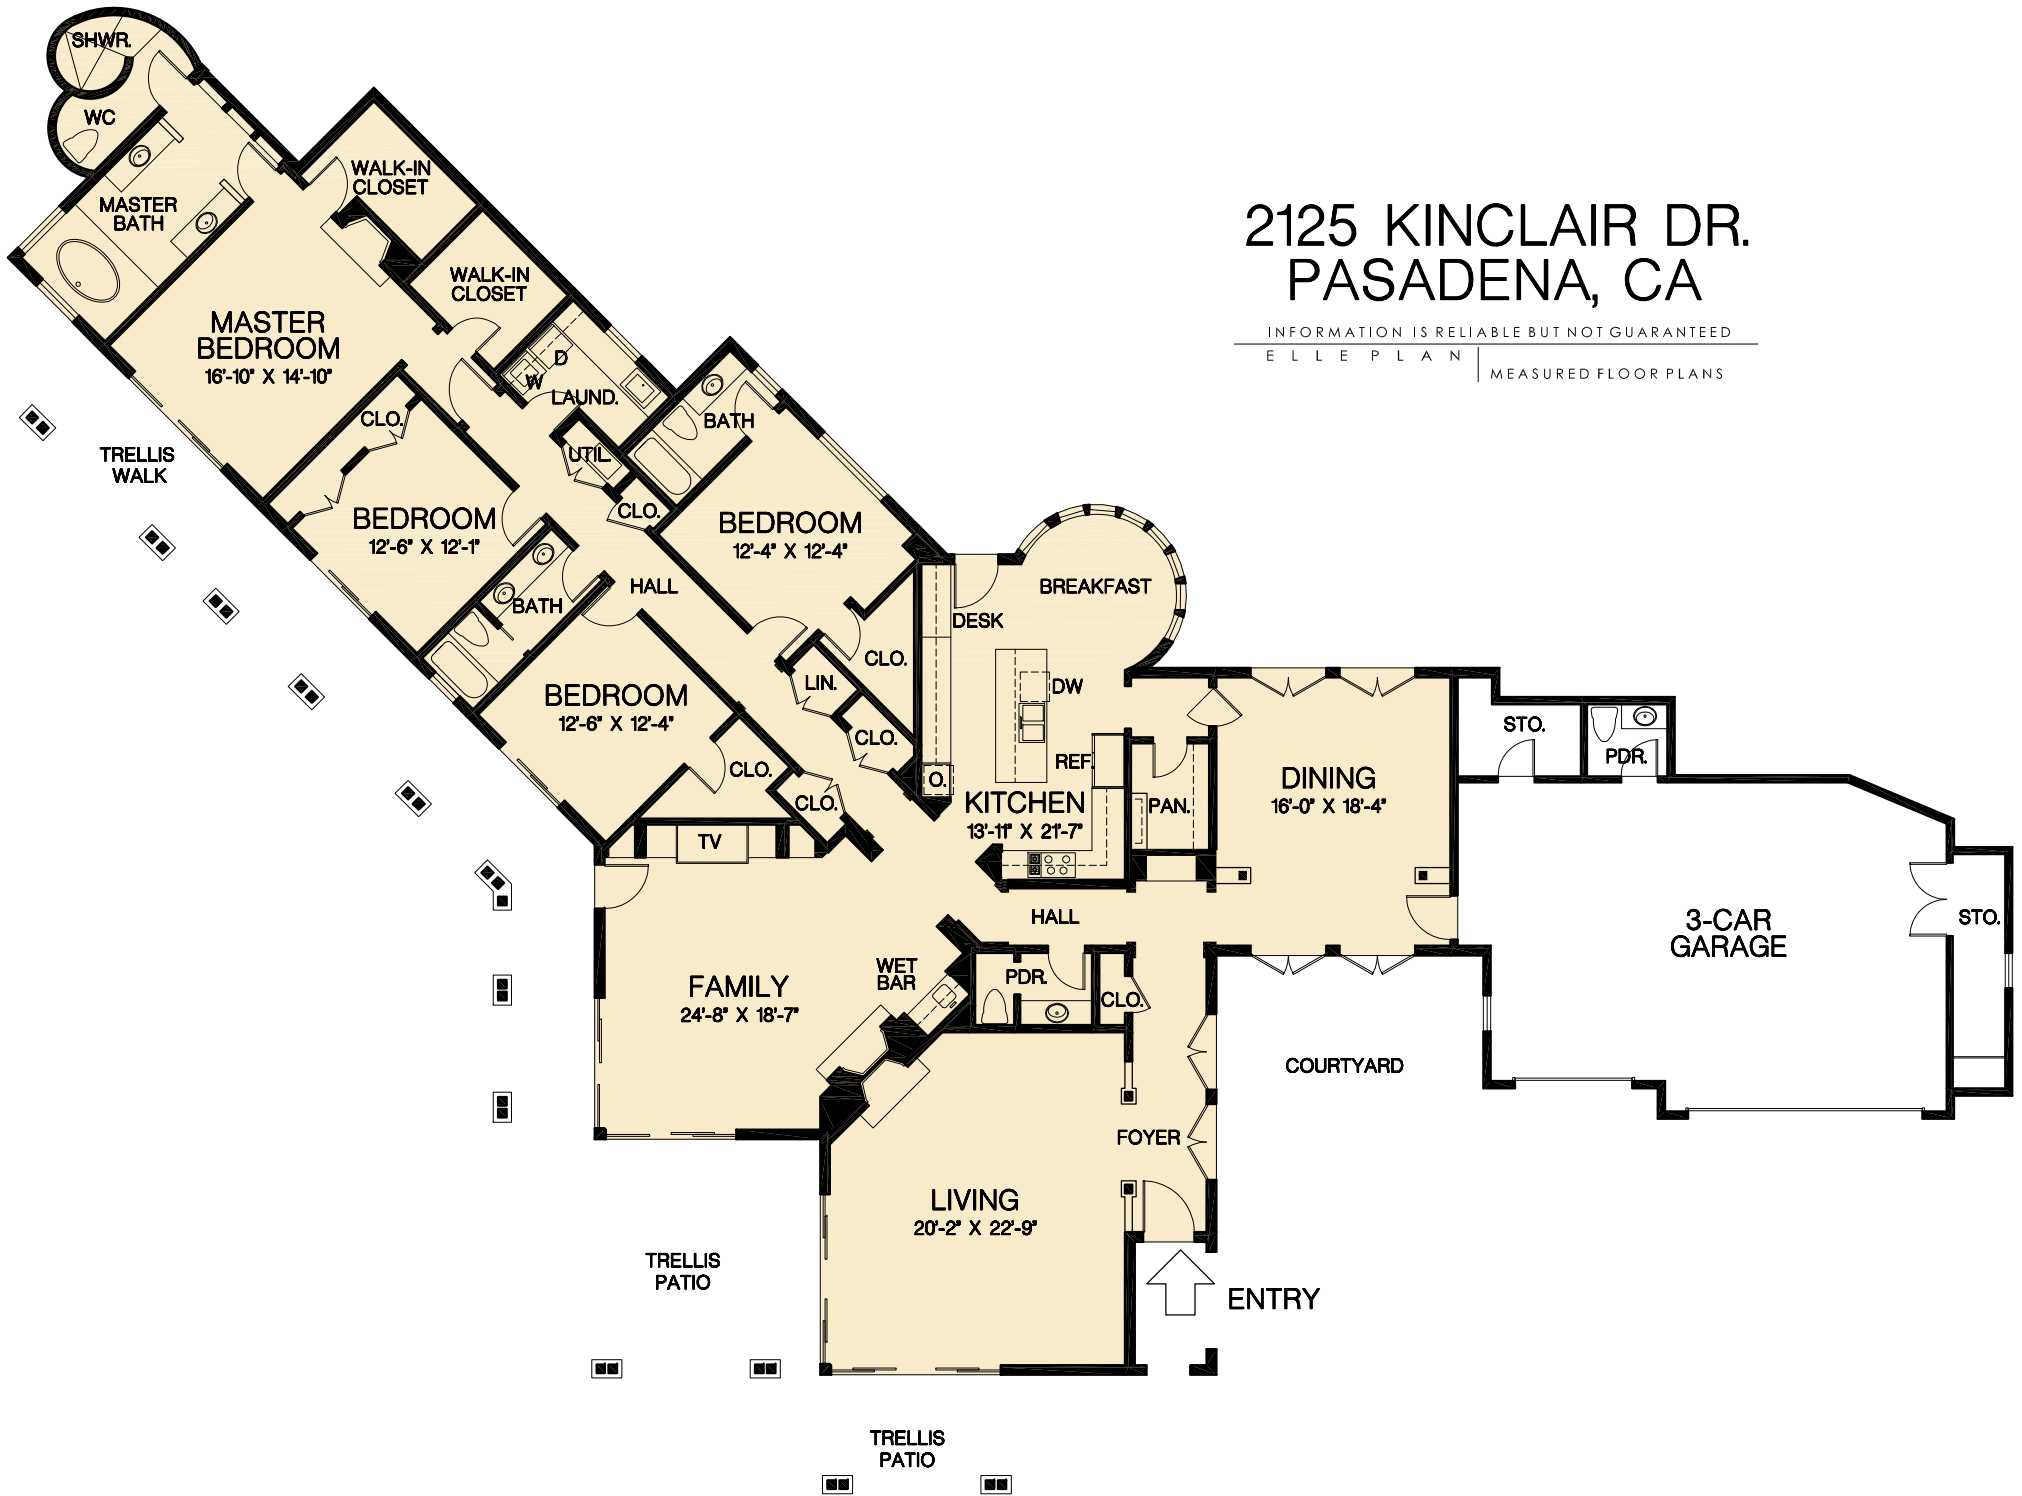 SHWR.
WC
WALK-IN
CLOSET
MASTER
BATH
2125 KINCLAIR DR.
PASADENA, CA
INFORMATION IS RELIABLE BUT NOT GUARANTEED
ELLEPLAN
MEASURED FLOOR PLANS
WALK-IN
CLOSET
MASTER
BEDROOM
16'-10" X 14'-10"
D
W
LAUND.
CLO.
BATH
TRELLIS
WALK
UTIL.
CLO.
BEDROOM
12'-6" X 12'-1"
BEDROOM
12'-4" X 12'-4"
HALL
BATH
BREAKFAST
DESK
CLO.
LIN.
DW
BEDROOM
12'-6" X 12'-4"
CLO.
STO.
PDR.
REF.
CLO.
O.
DINING
16'-0" X 18'-4"
KITCHEN
13'-11" X 21'-7"
PAN.
CLO.
TV
HALL
3-CAR
GARAGE
STO.
WET
BAR
PDR.
FAMILY
24'-8" X 18'-7"
CLO.
COURTYARD
FOYER
LIVING
20'-2" X 22'-9"
TRELLIS
PATIO
ENTRY
TRELLIS
PATIO